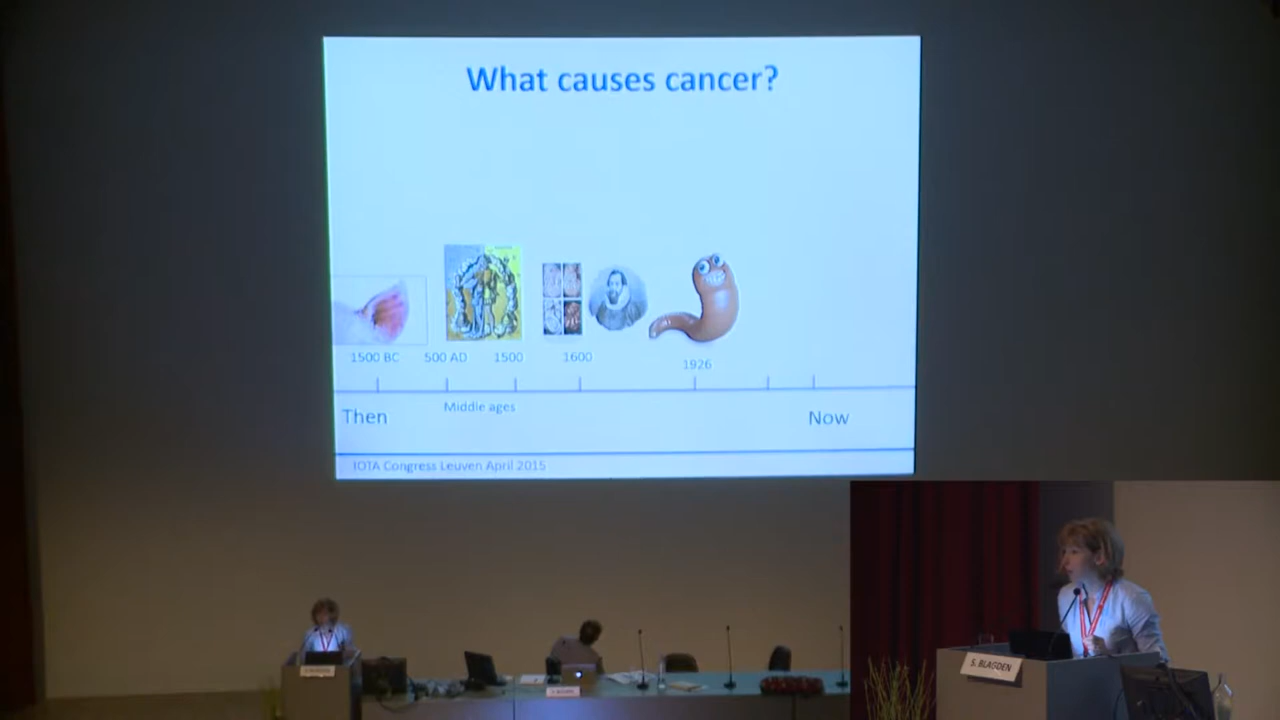 What causes cancer?
1500 BC
500 AD
1500
1600
1926
Middle ages
Then
Now
IOTA Congress Leuven April 2015
S. BLAGDEN